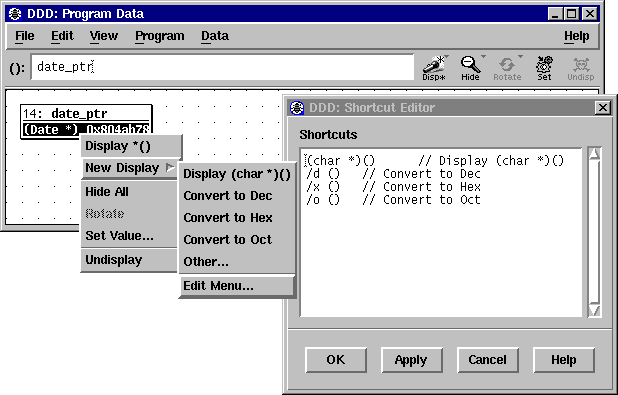 DDD: Program Data
File Edit View Program Data Help
(): date_ptr
Disp* Hide Rotate Set Undisp
14: date_ptr
(Date *) 0x804ab78
Display *()
New Display
Hide All
Rotate
Set Value...
Undisplay
Display (char *)()
Convert to Dec
Convert to Hex
Convert to Oct
Other...
Edit Menu...
DDD: Shortcut Editor
Shortcuts
(char *)() // Display (char *)()
/d () // Convert to Dec
/x () // Convert to Hex
/o () // Convert to Oct
OK Apply Cancel Help